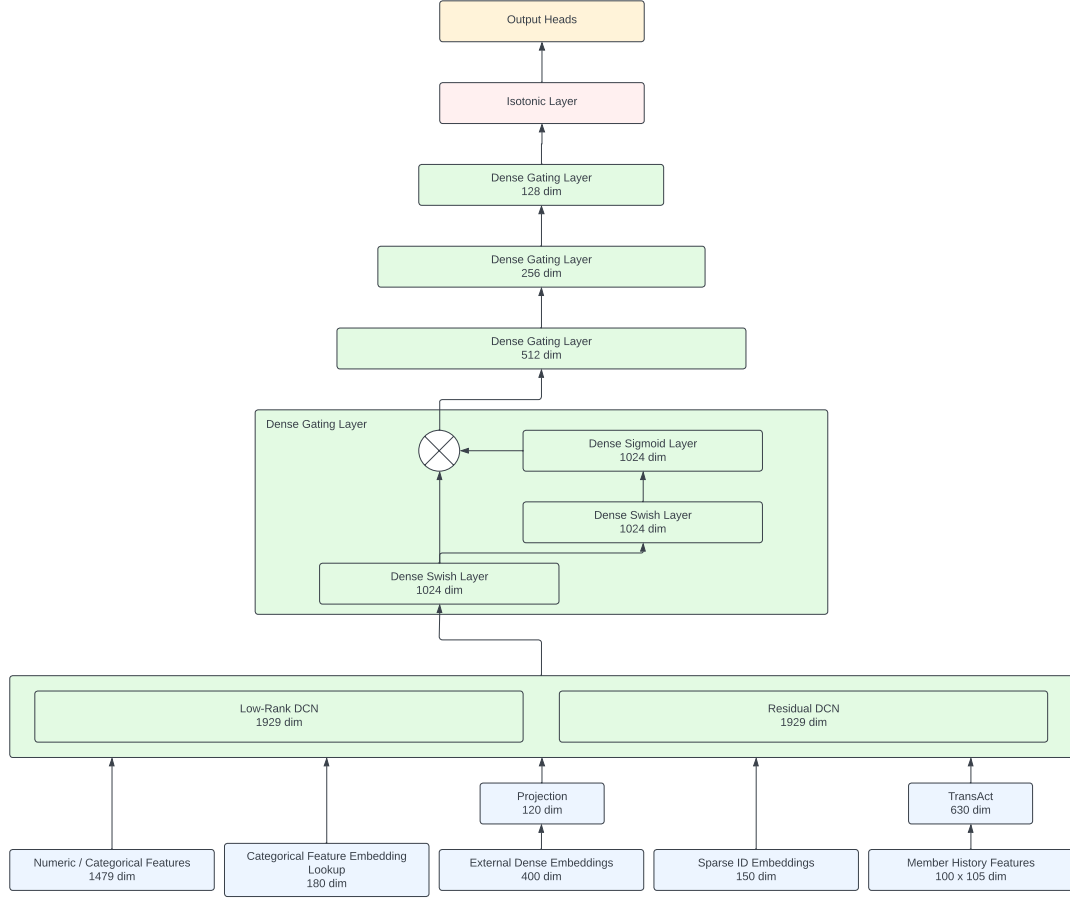 Output Heads
Isotonic Layer
Dense Gating Layer
128 dim
Dense Gating Layer
256 dim
Dense Gating Layer
512 dim
Dense Gating Layer
Dense Sigmoid Layer
1024 dim
Dense Swish Layer
1024 dim
Dense Swish Layer
1024 dim
Low-Rank DCN
1929 dim
Residual DCN
1929 dim
Projection
120 dim
TransAct
630 dim
Numeric / Categorical Features
1479 dim
Categorical Feature Embedding
Lookup
180 dim
External Dense Embeddings
400 dim
Sparse ID Embeddings
150 dim
Member History Features
100 x 105 dim